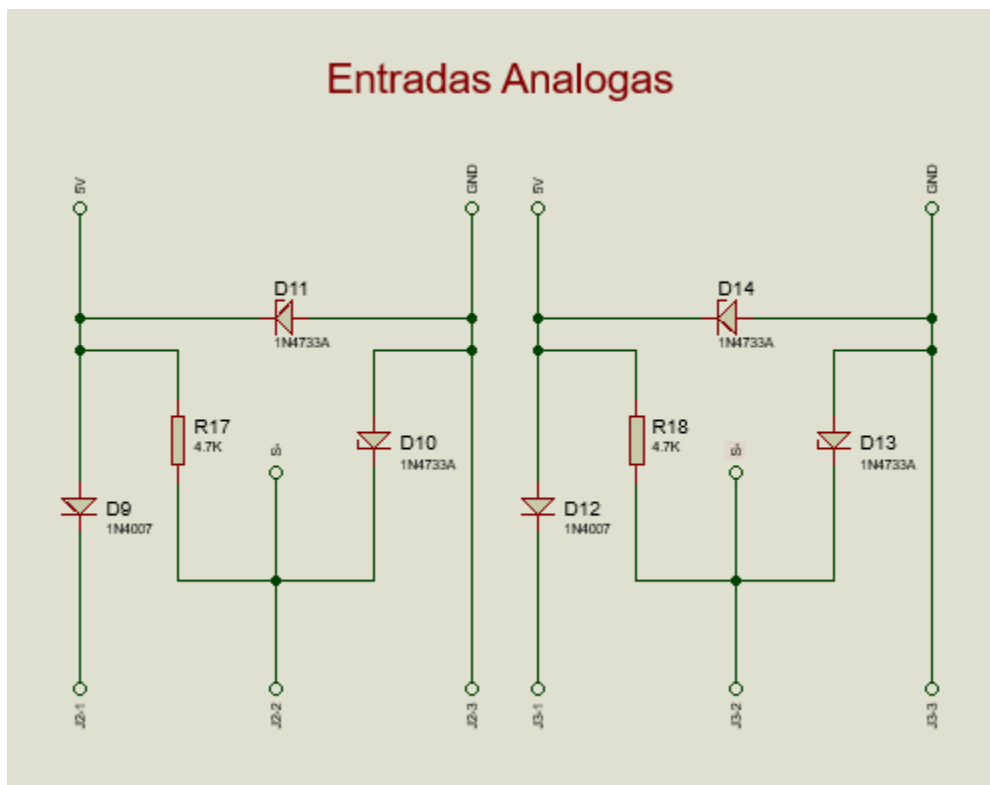 Entradas Analogas
5V
GND
5V
GND
D11
1N4733A
D14
1N4733A
R17
4.7K
D10
1N4733A
R18
4.7K
D13
1N4733A
D9
1N4007
D12
1N4007
J2-1
J2-2
J2-3
J3-1
J3-2
J3-3